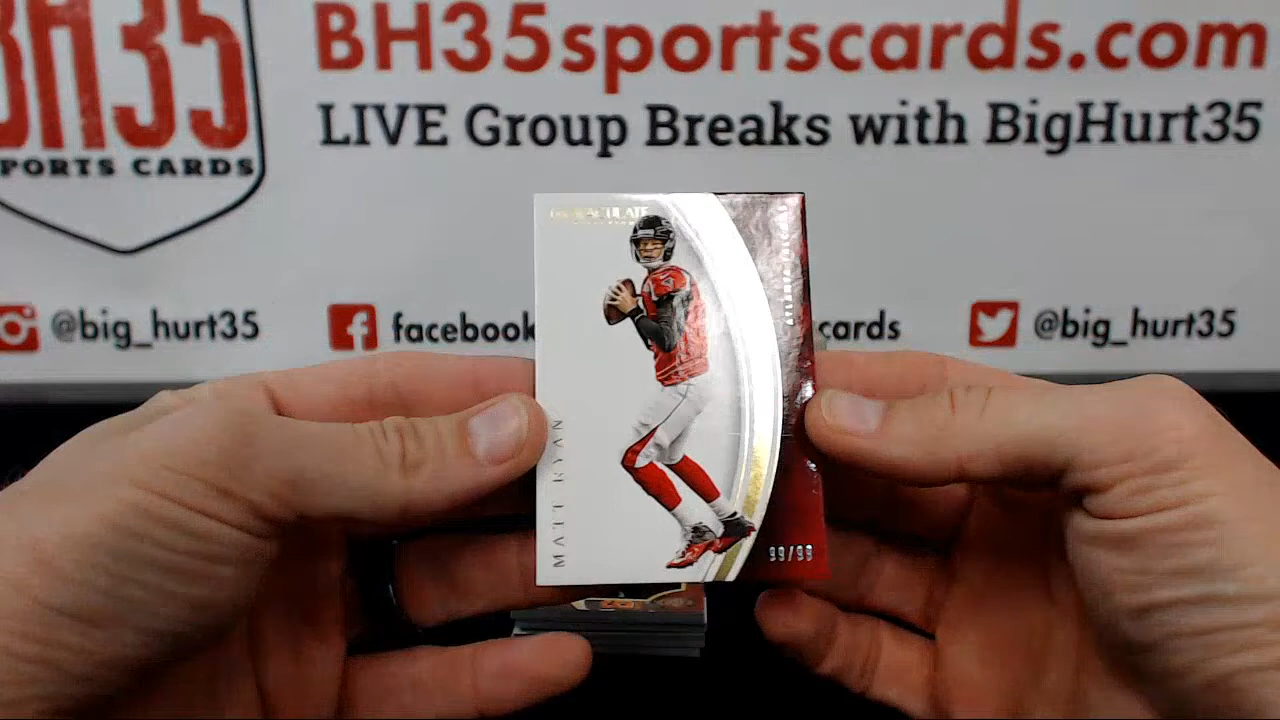 BH35
PORTS CARDS
BH35sportscards.com
LIVE Group Breaks with BigHurt35
@big_hurt35
facebook
cards
@big_hurt35
MATT RYAN
99/99